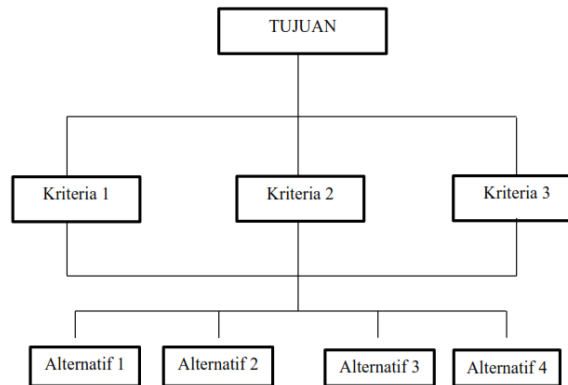 TUJUAN
Kriteria 1
Kriteria 2
Kriteria 3
Alternatif 1
Alternatif 2
Alternatif 3
Alternatif 4